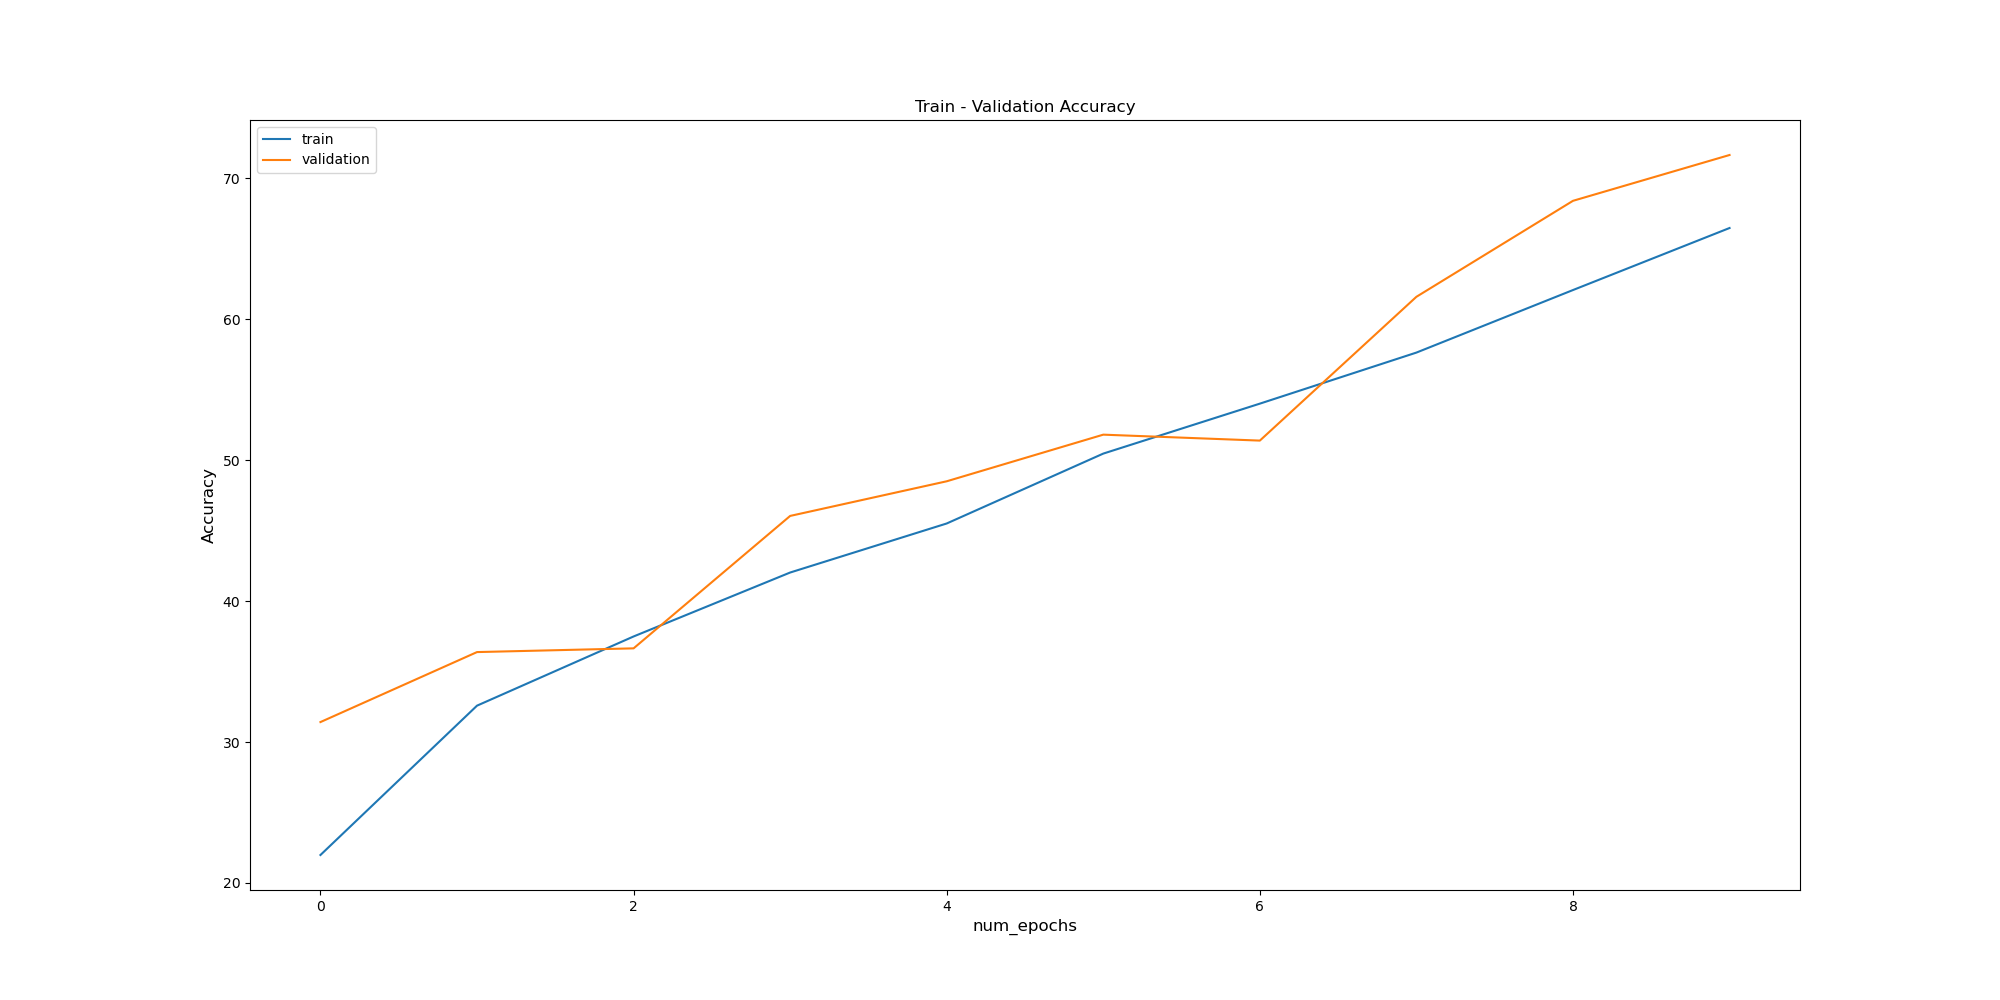 Train - Validation Accuracy
train
validation
70
60
50
40
30
20
Accuracy
0 2 4 6 8
num_epochs